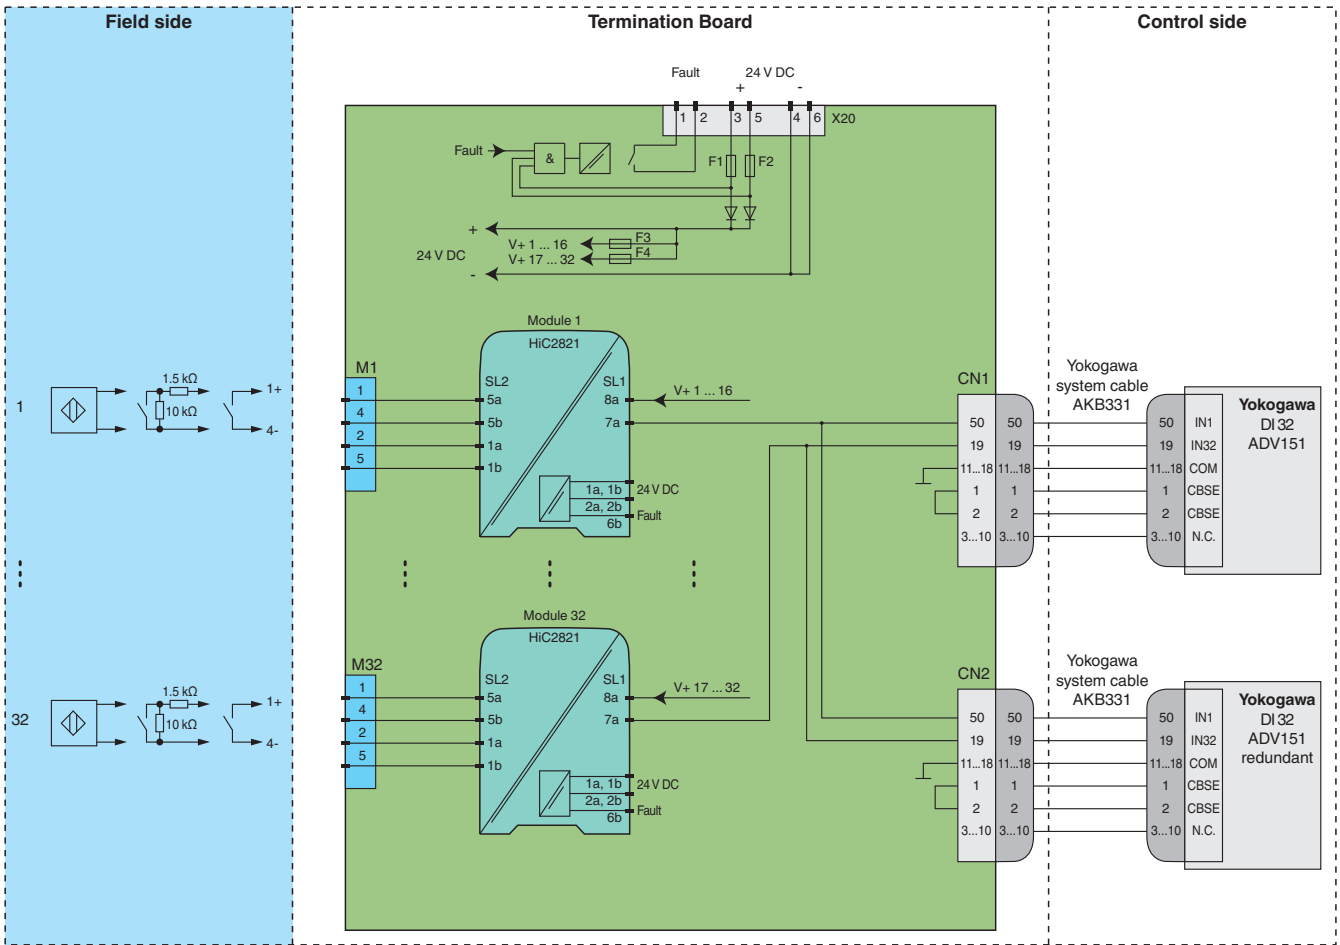 Field side
Termination Board
Control side
Fault
24 V DC
+
-
1
2
3
5
4
6
X20
Fault
&
F1
F2
+
24 V DC
-
V+ 1 ... 16
V+ 17 ... 32
F3
F4
1
1.5 kΩ
10 kΩ
1+
4-
M1
1
4
2
5
Module 1
HiC2821
SL2
5a
5b
1a
1b
SL1
8a
7a
V+ 1 ... 16
1a, 1b
2a, 2b
6b
24 V DC
Fault
CN1
50
50
19
19
11...18
11...18
1
1
2
2
3...10
3...10
Yokogawa
system cable
AKB331
50
IN1
19
IN32
11...18
COM
1
CBSE
2
CBSE
3...10
N.C.
Yokogawa
DI 32
ADV151
32
1.5 kΩ
10 kΩ
1+
4-
M32
1
4
2
5
Module 32
HiC2821
SL2
5a
5b
1a
1b
SL1
8a
7a
V+ 17 ... 32
1a, 1b
2a, 2b
6b
24 V DC
Fault
CN2
50
50
19
19
11...18
11...18
1
1
2
2
3...10
3...10
Yokogawa
system cable
AKB331
50
IN1
19
IN32
11...18
COM
1
CBSE
2
CBSE
3...10
N.C.
Yokogawa
DI 32
ADV151
redundant